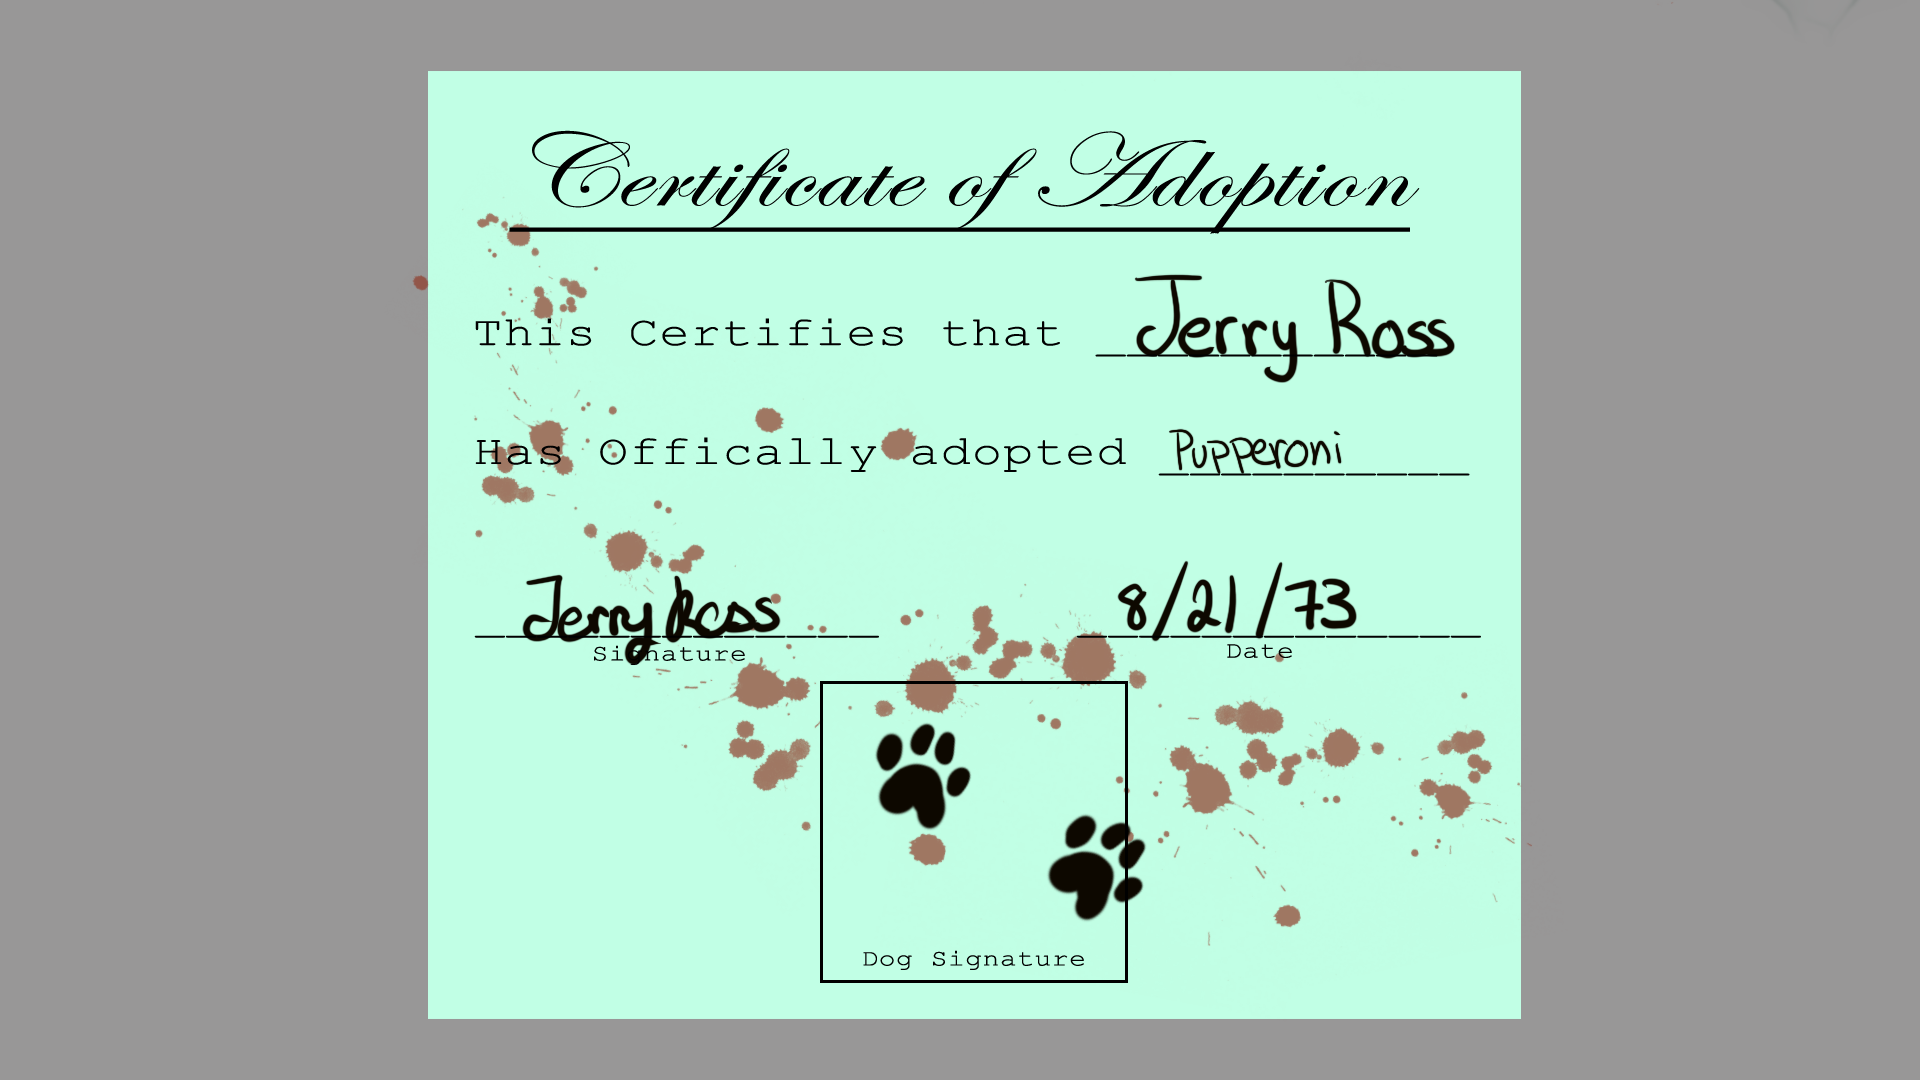 Certificate of Adoption
This Certifies that Jerry Ross
Has Offically adopted Pupperoni
Jerry Ross 8/21/73
Signature Date
Dog Signature